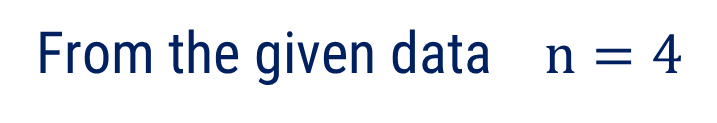 From the given data n = 4